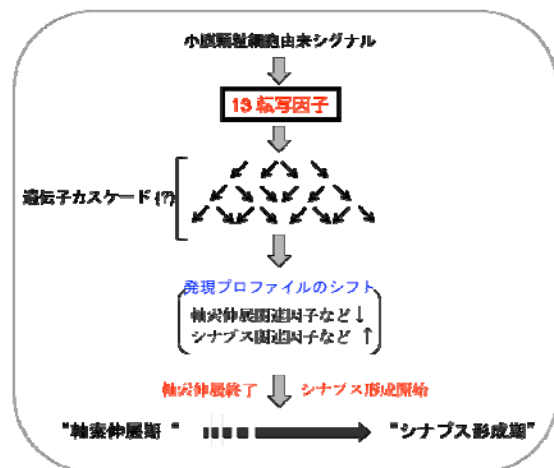 小脳顆粒細胞由来シグナル
13 転写因子
遺伝子カスケード (?)
発現プロファイルのシフト
軸索伸展関連因子など ↓
シナプス関連因子など ↑
軸索伸展終了 シナプス形成開始
“軸索伸展期 “ “シナプス形成期”